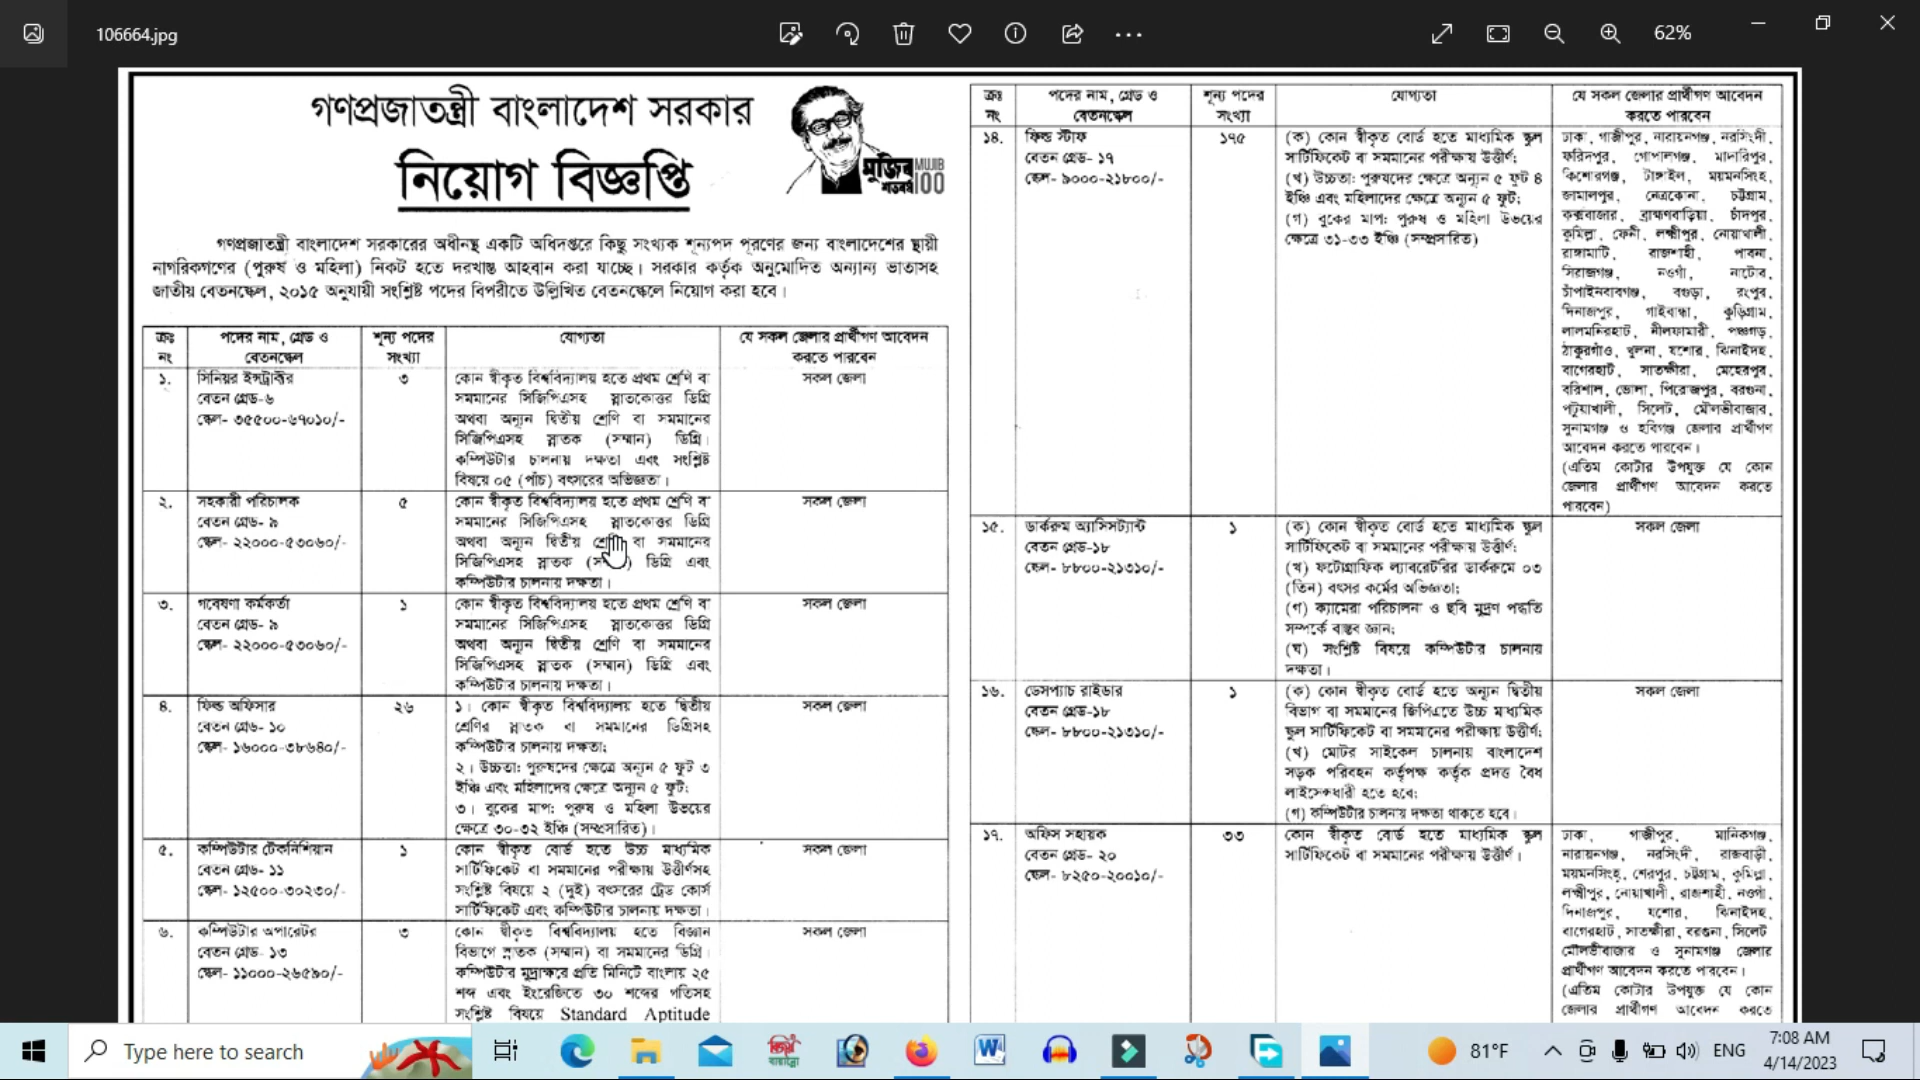 106664.jpg
62%
গণপ্রজাতন্ত্রী বাংলাদেশ সরকার
নিয়োগ বিজ্ঞপ্তি
মুজিব
শতবর্ষ
MUJIB
100
গণপ্রজাতন্ত্রী বাংলাদেশ সরকারের অধীনস্থ একটি অধিদপ্তরে কিছু সংখ্যক শূন্যপদ পূরণের জন্য বাংলাদেশের স্থায়ী
নাগরিকগণের (পুরুষ ও মহিলা) নিকট হতে দরখাস্ত আহবান করা যাচ্ছে। সরকার কর্তৃক অনুমোদিত অন্যান্য ভাতাসহ
জাতীয় বেতনস্কেল, ২০১৫ অনুযায়ী সংশ্লিষ্ট পদের বিপরীতে উল্লিখিত বেতনস্কেলে নিয়োগ করা হবে।
ক্রঃ নং
পদের নাম, গ্রেড ও বেতনস্কেল
শূন্য পদের সংখ্যা
যোগ্যতা
যে সকল জেলার প্রার্থীগণ আবেদন করতে পারবেন
১.
সিনিয়র ইন্সট্রাক্টর
বেতন গ্রেড-৬
স্কেল- ৩৫৫০০-৬৭০১০/-
৩
কোন স্বীকৃত বিশ্ববিদ্যালয় হতে প্রথম শ্রেণি বা
সমমানের সিজিপিএসহ স্নাতকোত্তর ডিগ্রি
অথবা অন্যূন দ্বিতীয় শ্রেণি বা সমমানের
সিজিপিএসহ স্নাতক (সম্মান) ডিগ্রি।
কম্পিউটার চালনায় দক্ষতা এবং সংশ্লিষ্ট
বিষয়ে ০৫ (পাঁচ) বৎসরের অভিজ্ঞতা।
সকল জেলা
২.
সহকারী পরিচালক
বেতন গ্রেড- ৯
স্কেল- ২২০০০-৫৩০৬০/-
৫
কোন স্বীকৃত বিশ্ববিদ্যালয় হতে প্রথম শ্রেণি বা
সমমানের সিজিপিএসহ স্নাতকোত্তর ডিগ্রি
অথবা অন্যূন দ্বিতীয় শ্রেণি বা সমমানের
সিজিপিএসহ স্নাতক ডিগ্রি এবং
কম্পিউটার চালনায় দক্ষতা।
সকল জেলা
৩.
গবেষণা কর্মকর্তা
বেতন গ্রেড- ৯
স্কেল- ২২০০০-৫৩০৬০/-
১
কোন স্বীকৃত বিশ্ববিদ্যালয় হতে প্রথম শ্রেণি বা
সমমানের সিজিপিএসহ স্নাতকোত্তর ডিগ্রি
অথবা অন্যূন দ্বিতীয় শ্রেণি বা সমমানের
সিজিপিএসহ স্নাতক (সম্মান) ডিগ্রি এবং
কম্পিউটার চালনায় দক্ষতা।
সকল জেলা
৪.
ফিল্ড অফিসার
বেতন গ্রেড- ১০
স্কেল- ১৬০০০-৩৮৬৪০/-
২৬
১। কোন স্বীকৃত বিশ্ববিদ্যালয় হতে দ্বিতীয়
শ্রেণির স্নাতক বা সমমানের ডিগ্রিসহ
কম্পিউটার চালনায় দক্ষতা;
২। উচ্চতা: পুরুষদের ক্ষেত্রে অন্যূন ৫ ফুট ৩
ইঞ্চি এবং মহিলাদের ক্ষেত্রে অন্যূন ৫ ফুট;
৩। বুকের মাপ: পুরুষ ও মহিলা উভয়ের
ক্ষেত্রে ৩০-৩২ ইঞ্চি (সম্প্রসারিত)।
সকল জেলা
৫.
কম্পিউটার টেকনিশিয়ান
বেতন গ্রেড- ১১
স্কেল- ১২৫০০-৩০২৩০/-
১
কোন স্বীকৃত বোর্ড হতে উচ্চ মাধ্যমিক
সার্টিফিকেট বা সমমানের পরীক্ষায় উত্তীর্ণসহ
সংশ্লিষ্ট বিষয়ে ২ (দুই) বৎসরের ট্রেড কোর্স
সার্টিফিকেট এবং কম্পিউটার চালনায় দক্ষতা।
সকল জেলা
৬.
কম্পিউটার অপারেটর
বেতন গ্রেড- ১৩
স্কেল- ১১০০০-২৬৫৯০/-
৩
কোন স্বীকৃত বিশ্ববিদ্যালয় হতে বিজ্ঞান
বিভাগে স্নাতক (সম্মান) বা সমমানের ডিগ্রি।
কম্পিউটার মুদ্রাক্ষরে প্রতি মিনিটে বাংলায় ২৫
শব্দ এবং ইংরেজিতে ৩০ শব্দের গতিসহ
সংশ্লিষ্ট বিষয়ে Standard Aptitude
সকল জেলা
ক্রঃ নং
পদের নাম, গ্রেড ও বেতনস্কেল
শূন্য পদের সংখ্যা
যোগ্যতা
যে সকল জেলার প্রার্থীগণ আবেদন করতে পারবেন
১৪.
ফিল্ড স্টাফ
বেতন গ্রেড- ১৭
স্কেল- ৯০০০-২১৮০০/-
১৭৫
(ক) কোন স্বীকৃত বোর্ড হতে মাধ্যমিক স্কুল
সার্টিফিকেট বা সমমানের পরীক্ষায় উত্তীর্ণ;
(খ) উচ্চতা: পুরুষদের ক্ষেত্রে অন্যূন ৫ ফুট ৪
ইঞ্চি এবং মহিলাদের ক্ষেত্রে অন্যূন ৫ ফুট;
(গ) বুকের মাপ: পুরুষ ও মহিলা উভয়ের
ক্ষেত্রে ৩১-৩৩ ইঞ্চি (সম্প্রসারিত)
ঢাকা, গাজীপুর, নারায়নগঞ্জ, নরসিংদী,
ফরিদপুর, গোপালগঞ্জ, মাদারিপুর,
কিশোরগঞ্জ, টাঙ্গাইল, ময়মনসিংহ,
জামালপুর, নেত্রকোনা, চট্টগ্রাম,
কক্সবাজার, ব্রাহ্মণবাড়িয়া, চাঁদপুর,
কুমিল্লা, ফেনী, লক্ষ্মীপুর, নোয়াখালী,
রাঙ্গামাটি, রাজশাহী, পাবনা,
সিরাজগঞ্জ, নওগাঁ, নাটোর,
চাঁপাইনবাবগঞ্জ, বগুড়া, রংপুর,
দিনাজপুর, গাইবান্ধা, কুড়িগ্রাম,
লালমনিরহাট, নীলফামারী, পঞ্চগড়,
ঠাকুরগাঁও, খুলনা, যশোর, ঝিনাইদহ,
বাগেরহাট, সাতক্ষীরা, মেহেরপুর,
বরিশাল, ভোলা, পিরোজপুর, বরগুনা,
পটুয়াখালী, সিলেট, মৌলভীবাজার,
সুনামগঞ্জ ও হবিগঞ্জ জেলার প্রার্থীগণ
আবেদন করতে পারবেন।
(এতিম কোটার উপযুক্ত যে কোন
জেলার প্রার্থীগণ আবেদন করতে
পারবেন)
১৫.
ডার্করুম অ্যাসিসট্যান্ট
বেতন গ্রেড-১৮
স্কেল- ৮৮০০-২১৩১০/-
১
(ক) কোন স্বীকৃত বোর্ড হতে মাধ্যমিক স্কুল
সার্টিফিকেট বা সমমানের পরীক্ষায় উত্তীর্ণ;
(খ) ফটোগ্রাফিক ল্যাবরেটরির ডার্করুমে ০৩
(তিন) বৎসর কর্মের অভিজ্ঞতা;
(গ) ক্যামেরা পরিচালনা ও ছবি মুদ্রণ পদ্ধতি
সম্পর্কে বাস্তব জ্ঞান;
(ঘ) সংশ্লিষ্ট বিষয়ে কম্পিউটার চালনায়
দক্ষতা।
সকল জেলা
১৬.
ডেসপ্যাচ রাইডার
বেতন গ্রেড-১৮
স্কেল- ৮৮০০-২১৩১০/-
১
(ক) কোন স্বীকৃত বোর্ড হতে অন্যূন দ্বিতীয়
বিভাগ বা সমমানের জিপিএতে উচ্চ মাধ্যমিক
স্কুল সার্টিফিকেট বা সমমানের পরীক্ষায় উত্তীর্ণ;
(খ) মোটর সাইকেল চালনায় বাংলাদেশ
সড়ক পরিবহন কর্তৃপক্ষ কর্তৃক প্রদত্ত বৈধ
লাইসেন্সধারী হতে হবে;
(গ) কম্পিউটার চালনায় দক্ষতা থাকতে হবে।
সকল জেলা
১৭.
অফিস সহায়ক
বেতন গ্রেড- ২০
স্কেল- ৮২৫০-২০০১০/-
৩৩
কোন স্বীকৃত বোর্ড হতে মাধ্যমিক স্কুল
সার্টিফিকেট বা সমমানের পরীক্ষায় উত্তীর্ণ।
ঢাকা, গাজীপুর, মানিকগঞ্জ,
নারায়নগঞ্জ, নরসিংদী, রাজবাড়ী,
ময়মনসিংহ, শেরপুর, চট্টগ্রাম, কুমিল্লা,
লক্ষ্মীপুর, নোয়াখালী, রাজশাহী, নওগাঁ,
দিনাজপুর, যশোর, ঝিনাইদহ,
বাগেরহাট, সাতক্ষীরা, বরগুনা, সিলেট
মৌলভীবাজার ও সুনামগঞ্জ জেলার
প্রার্থীগণ আবেদন করতে পারবেন।
(এতিম কোটার উপযুক্ত যে কোন
জেলার প্রার্থীগণ আবেদন করতে
Type here to search
81°F
ENG
7:08 AM
4/14/2023